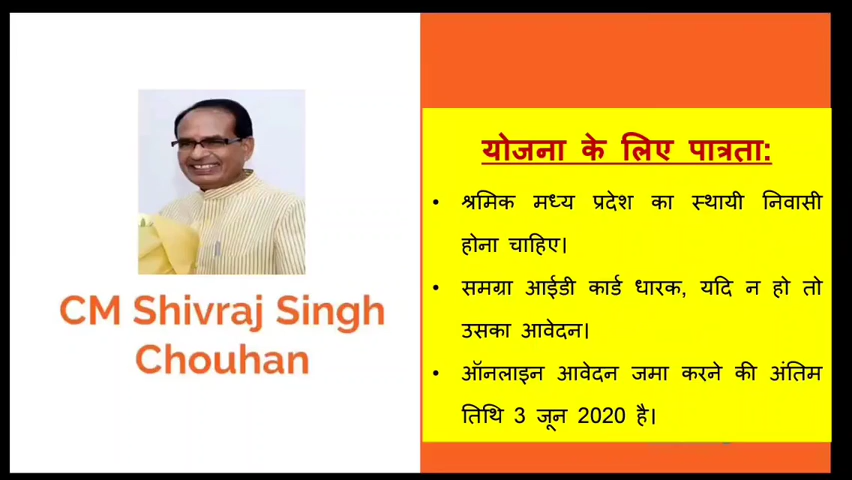 CM Shivraj Singh
Chouhan
योजना के लिए पात्रता:
• श्रमिक मध्य प्रदेश का स्थायी निवासी
होना चाहिए।
• समग्रा आईडी कार्ड धारक, यदि न हो तो
उसका आवेदन।
• ऑनलाइन आवेदन जमा करने की अंतिम
तिथि 3 जून 2020 है।